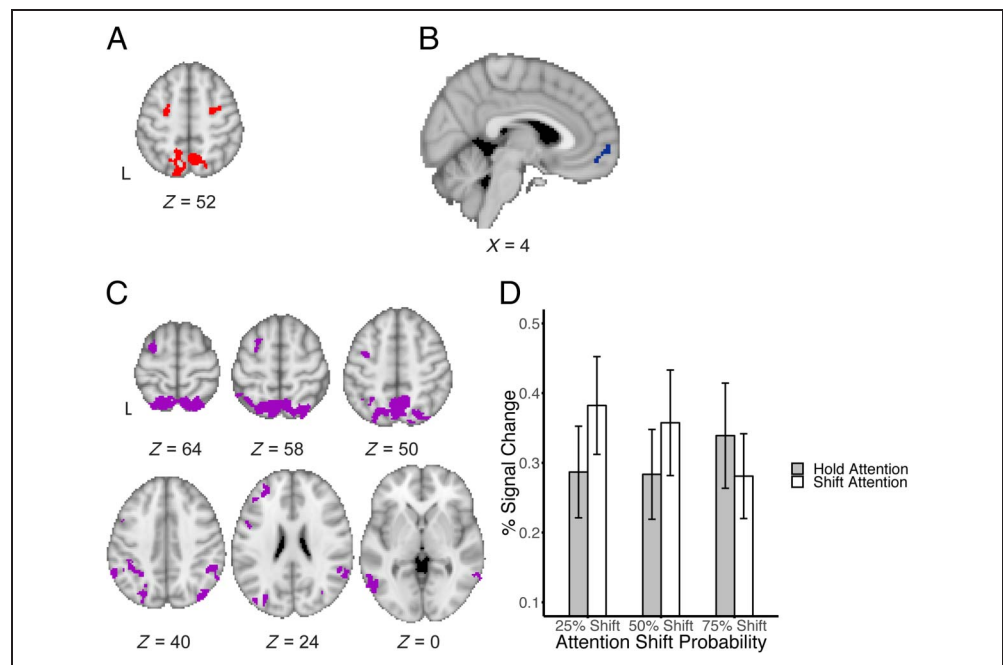 A
B
L
Z = 52
X = 4
C
D
L
Z = 64
Z = 58
Z = 50
Z = 40
Z = 24
Z = 0
% Signal Change
0.5
0.4
0.3
0.2
0.1
25% Shift
50% Shift
75% Shift
Attention Shift Probability
Hold Attention
Shift Attention